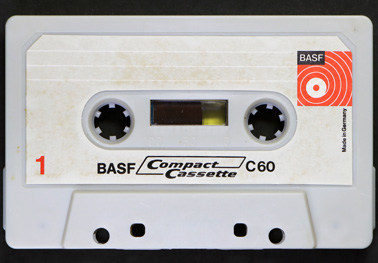 BASF
Made in Germany
1
BASF Compact Cassette C60